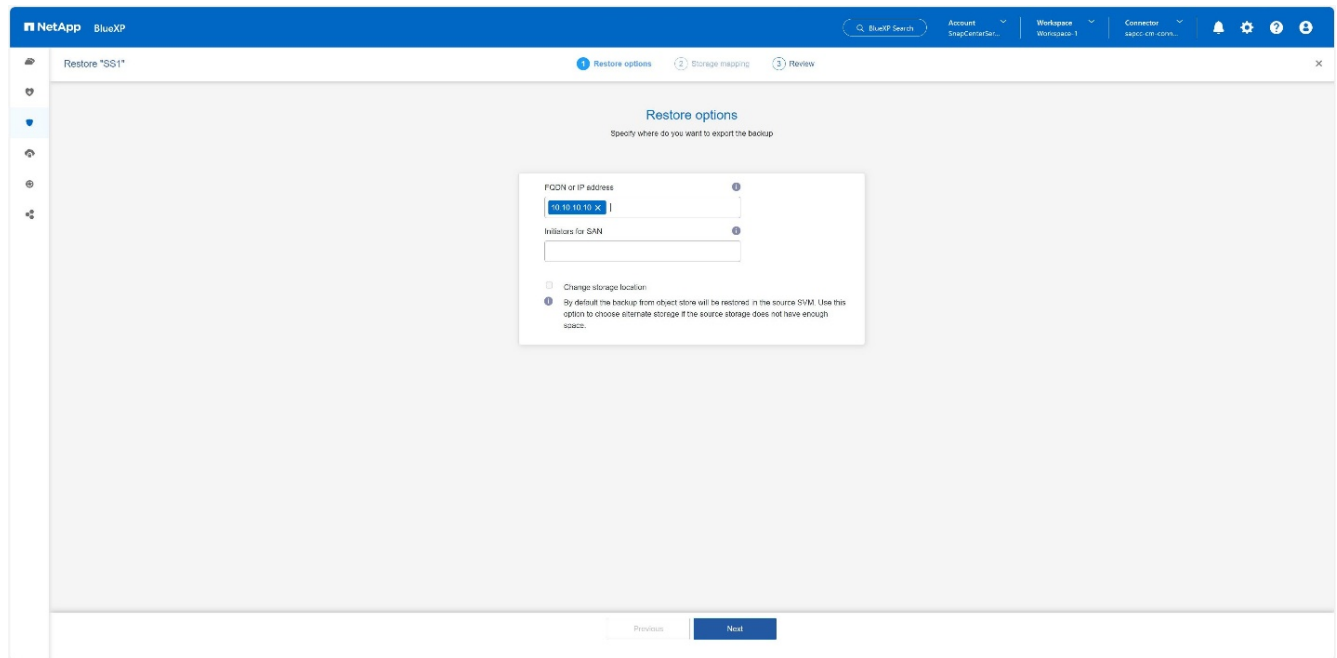 NetApp BlueXP
BlueXP Search
Account
SnapCenterSer...
Workspace
Workspace-1
Connector
sapcc-cm-conn...
Restore "SS1"
1 Restore options
2 Storage mapping
3 Review
Restore options
Specify where do you want to export the backup
FQDN or IP address
10.10.10.10
Initiators for SAN
Change storage location
By default the backup from object store will be restored in the source SVM. Use this
option to choose alternate storage if the source storage does not have enough
space.
Previous
Next